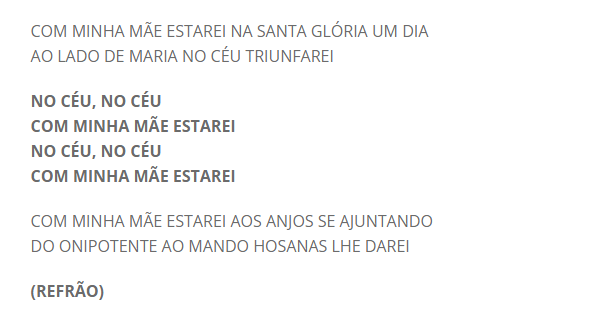 COM MINHA MÃE ESTAREI NA SANTA GLÓRIA UM DIA
AO LADO DE MARIA NO CÉU TRIUNFAREI
NO CÉU, NO CÉU
COM MINHA MÃE ESTAREI
NO CÉU, NO CÉU
COM MINHA MÃE ESTAREI
COM MINHA MÃE ESTAREI AOS ANJOS SE AJUNTANDO
DO ONIPOTENTE AO MANDO HOSANAS LHE DAREI
(REFRÃO)